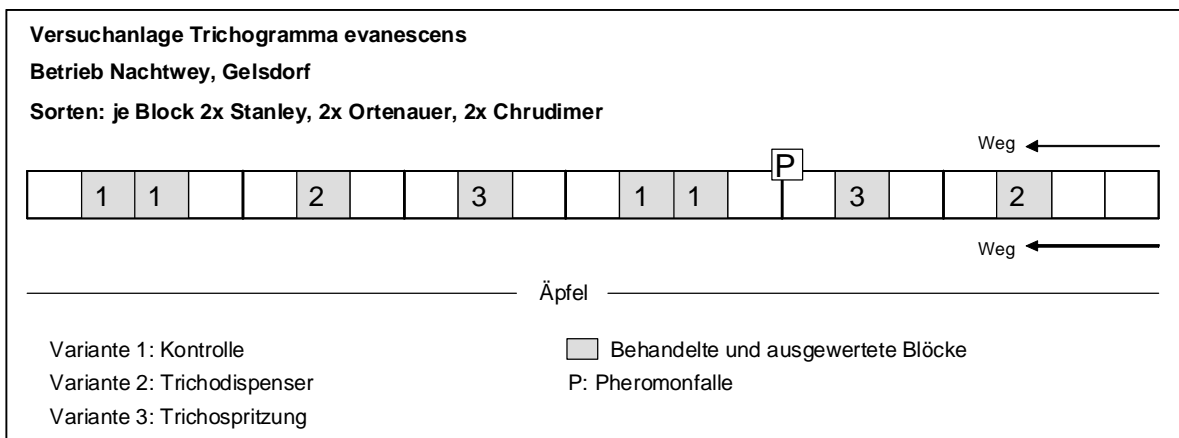 Versuchanlage Trichogramma evanescens
Betrieb Nachtwey, Gelsdorf
Sorten: je Block 2x Stanley, 2x Ortenauer, 2x Chrudimer
Weg
P
1 1 2 3 1 1 3 2
Weg
Äpfel
Variante 1: Kontrolle
Behandelte und ausgewertete Blöcke
Variante 2: Trichodispenser
P: Pheromonfalle
Variante 3: Trichospritzung